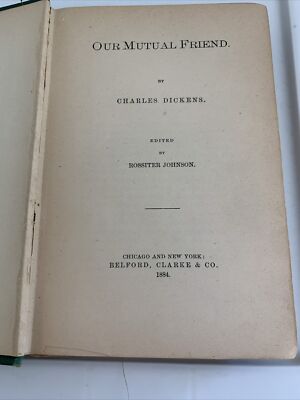 OUR MUTUAL FRIEND.
BY
CHARLES DICKENS.
EDITED
BY
ROSSITER JOHNSON.
CHICAGO AND NEW YORK:
BELFORD, CLARKE & CO.
1884.